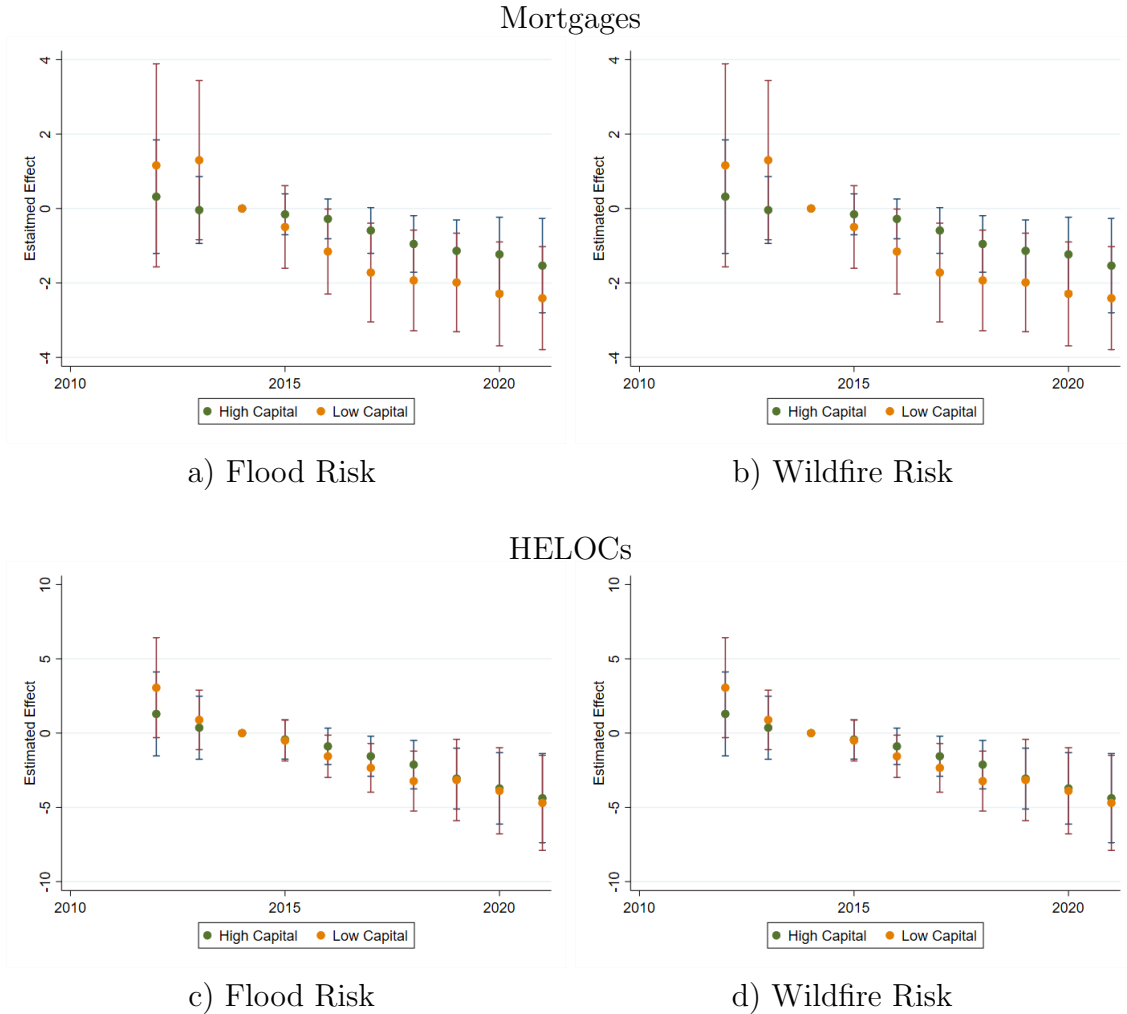 Mortgages
Estaitmed Effect
4
2
0
-2
-4
2010
2015
2020
High Capital
Low Capital
a) Flood Risk
Estimated Effect
4
2
0
-2
-4
2010
2015
2020
High Capital
Low Capital
b) Wildfire Risk
HELOCs
Estimated Effect
10
5
0
-5
-10
2010
2015
2020
High Capital
Low Capital
c) Flood Risk
Estimated Effect
10
5
0
-5
-10
2010
2015
2020
High Capital
Low Capital
d) Wildfire Risk